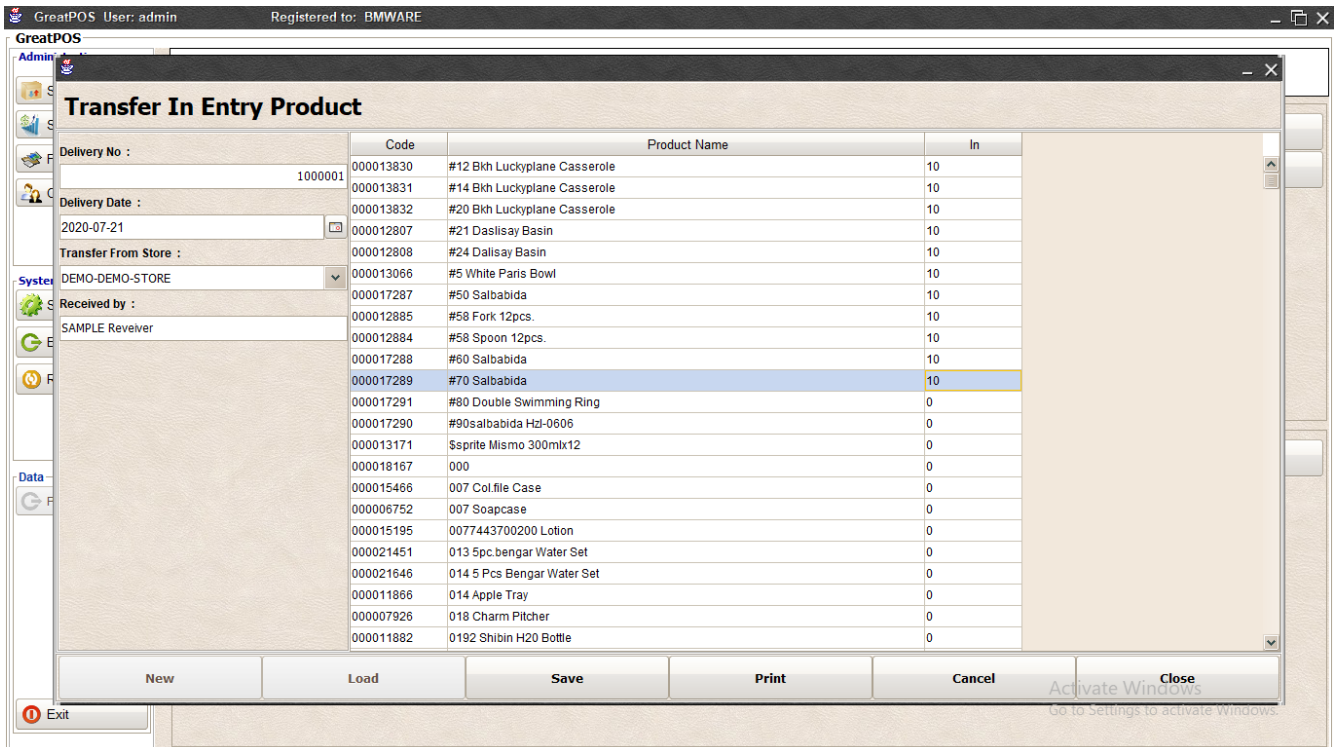 GreatPOS User: admin Registered to: BMWARE
GreatPOS
Admin
Transfer In Entry Product
Delivery No :
1000001
Delivery Date :
2020-07-21
Transfer From Store :
DEMO-DEMO-STORE
Received by :
SAMPLE Reveiver
Code Product Name In
000013830 #12 Bkh Luckyplane Casserole 10
000013831 #14 Bkh Luckyplane Casserole 10
000013832 #20 Bkh Luckyplane Casserole 10
000012807 #21 Daslisay Basin 10
000012808 #24 Dalisay Basin 10
000013066 #5 White Paris Bowl 10
000017287 #50 Salbabida 10
000012885 #58 Fork 12pcs. 10
000012884 #58 Spoon 12pcs. 10
000017288 #60 Salbabida 10
000017289 #70 Salbabida 10
000017291 #80 Double Swimming Ring 0
000017290 #90salbabida Hzl-0606 0
000013171 $sprite Mismo 300mlx12 0
000018167 000 0
000015466 007 Col.file Case 0
000006752 007 Soapcase 0
000015195 0077443700200 Lotion 0
000021451 013 5pc.bengar Water Set 0
000021646 014 5 Pcs Bengar Water Set 0
000011866 014 Apple Tray 0
000007926 018 Charm Pitcher 0
000011882 0192 Shibin H20 Bottle 0
Syste
Data
New Load Save Print Cancel Close
Activate Windows
Go to Settings to activate Windows.
Exit